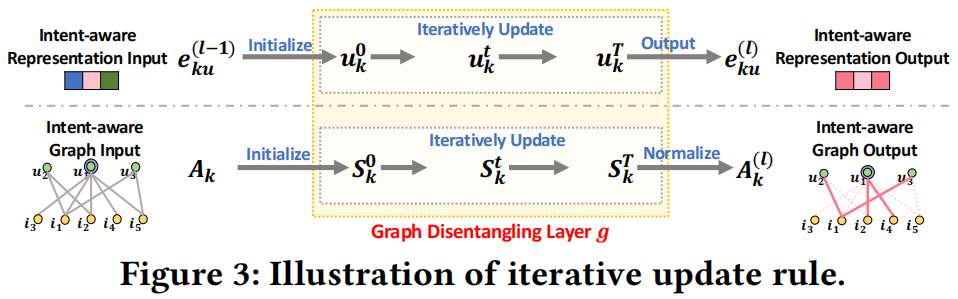 Intent-aware
Representation Input
e_{ku}^{(l-1)} Initialize u_k^0 Iteratively Update u_k^t u_k^T Output e_{ku}^{(l)}
Intent-aware
Representation Output
Intent-aware
Graph Input
u_2 u_1 u_3
i_3 i_1 i_2 i_4 i_5
A_k Initialize S_k^0 Iteratively Update S_k^t S_k^T Normalize A_k^{(l)}
Intent-aware
Graph Output
u_2 u_1 u_3
i_3 i_1 i_2 i_4 i_5
Graph Disentangling Layer g
Figure 3: Illustration of iterative update rule.